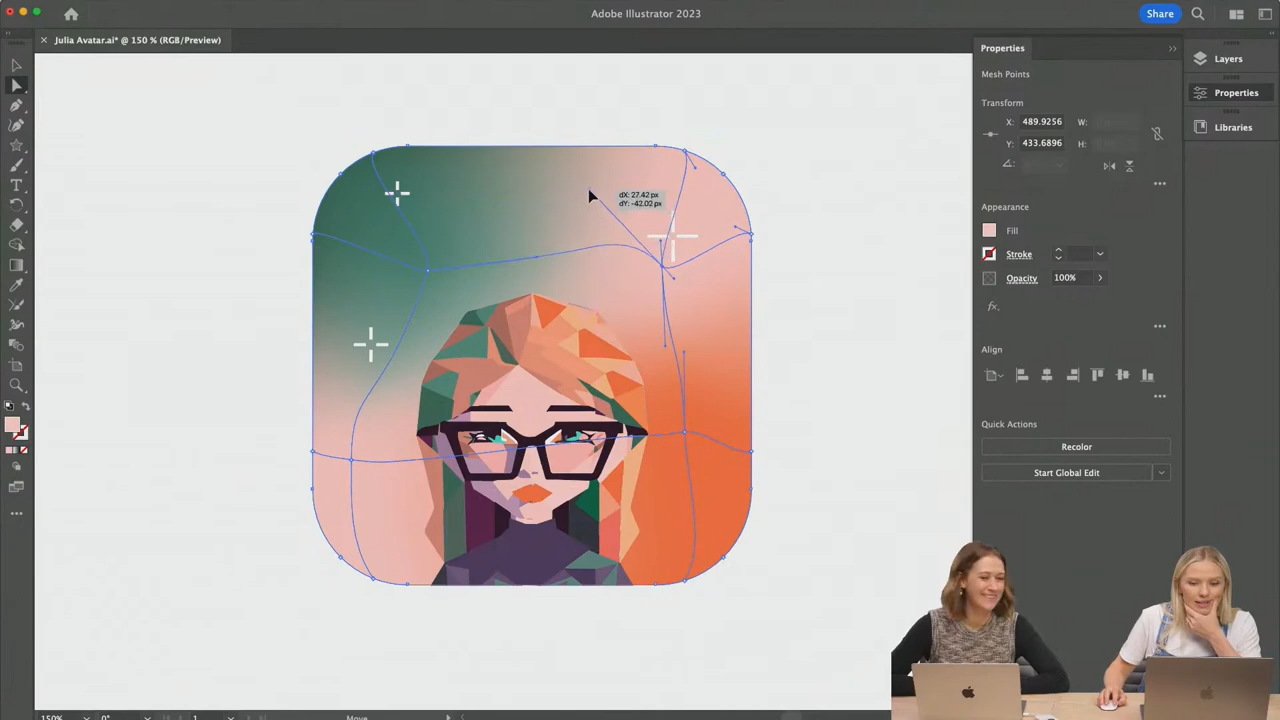 Adobe Illustrator 2023
Share
Julia Avatar.ai* @ 150 % (RGB/Preview)
Properties
Mesh Points
Transform
X: 489.9256 W:
Y: 433.6896 H:
Appearance
Fill
Stroke
Opacity 100%
fx
Align
Quick Actions
Recolor
Start Global Edit
Layers
Properties
Libraries
dX: 27.42 px
dY: -42.02 px
150% 0° 1 Move